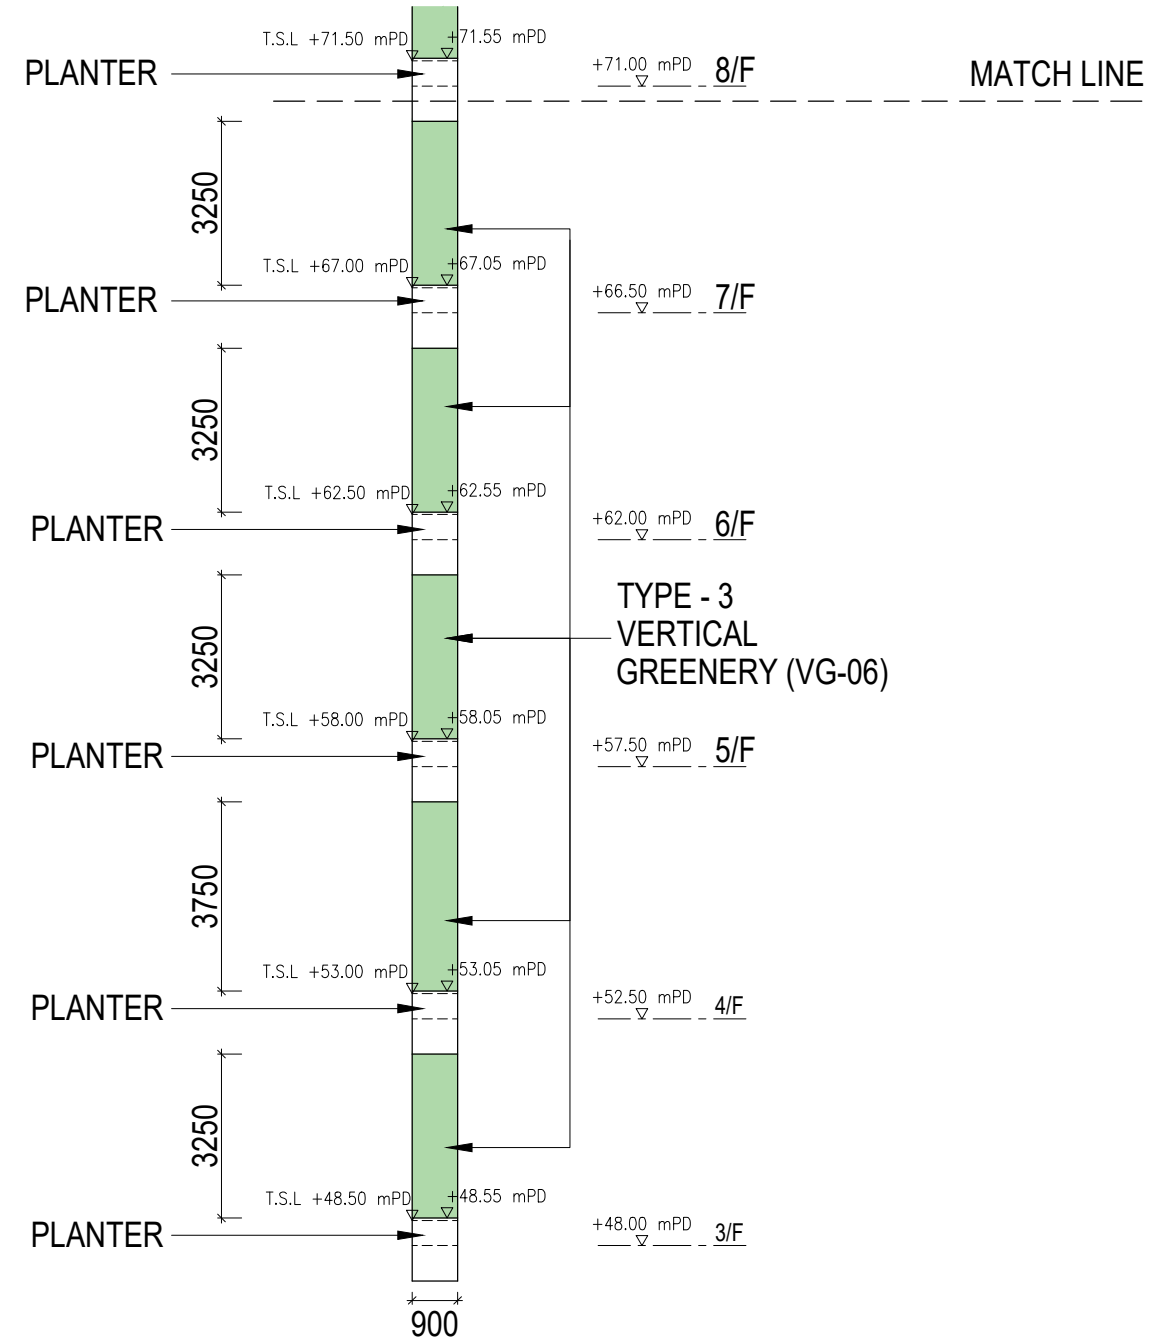 T.S.L +71.50 mPD +71.55 mPD
PLANTER +71.00 mPD 8/F MATCH LINE
3250
T.S.L +67.00 mPD +67.05 mPD
PLANTER +66.50 mPD 7/F
3250
T.S.L +62.50 mPD +62.55 mPD
PLANTER +62.00 mPD 6/F
TYPE - 3
VERTICAL
GREENERY (VG-06)
3250
T.S.L +58.00 mPD +58.05 mPD
PLANTER +57.50 mPD 5/F
3750
T.S.L +53.00 mPD +53.05 mPD
PLANTER +52.50 mPD 4/F
3250
T.S.L +48.50 mPD +48.55 mPD
PLANTER +48.00 mPD 3/F
900